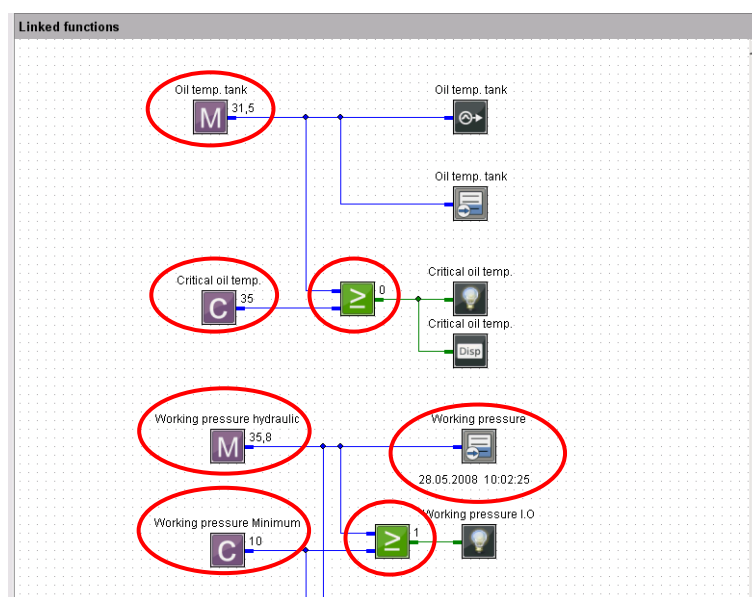 Linked functions
Oil temp. tank
M 31,5
Oil temp. tank
Oil temp. tank
Critical oil temp.
C 35
≥ 0
Critical oil temp.
Critical oil temp.
Disp
Working pressure hydraulic
M 35,8
Working pressure
28.05.2008 10:02:25
Working pressure Minimum
C 10
≥ 1
Working pressure I.O